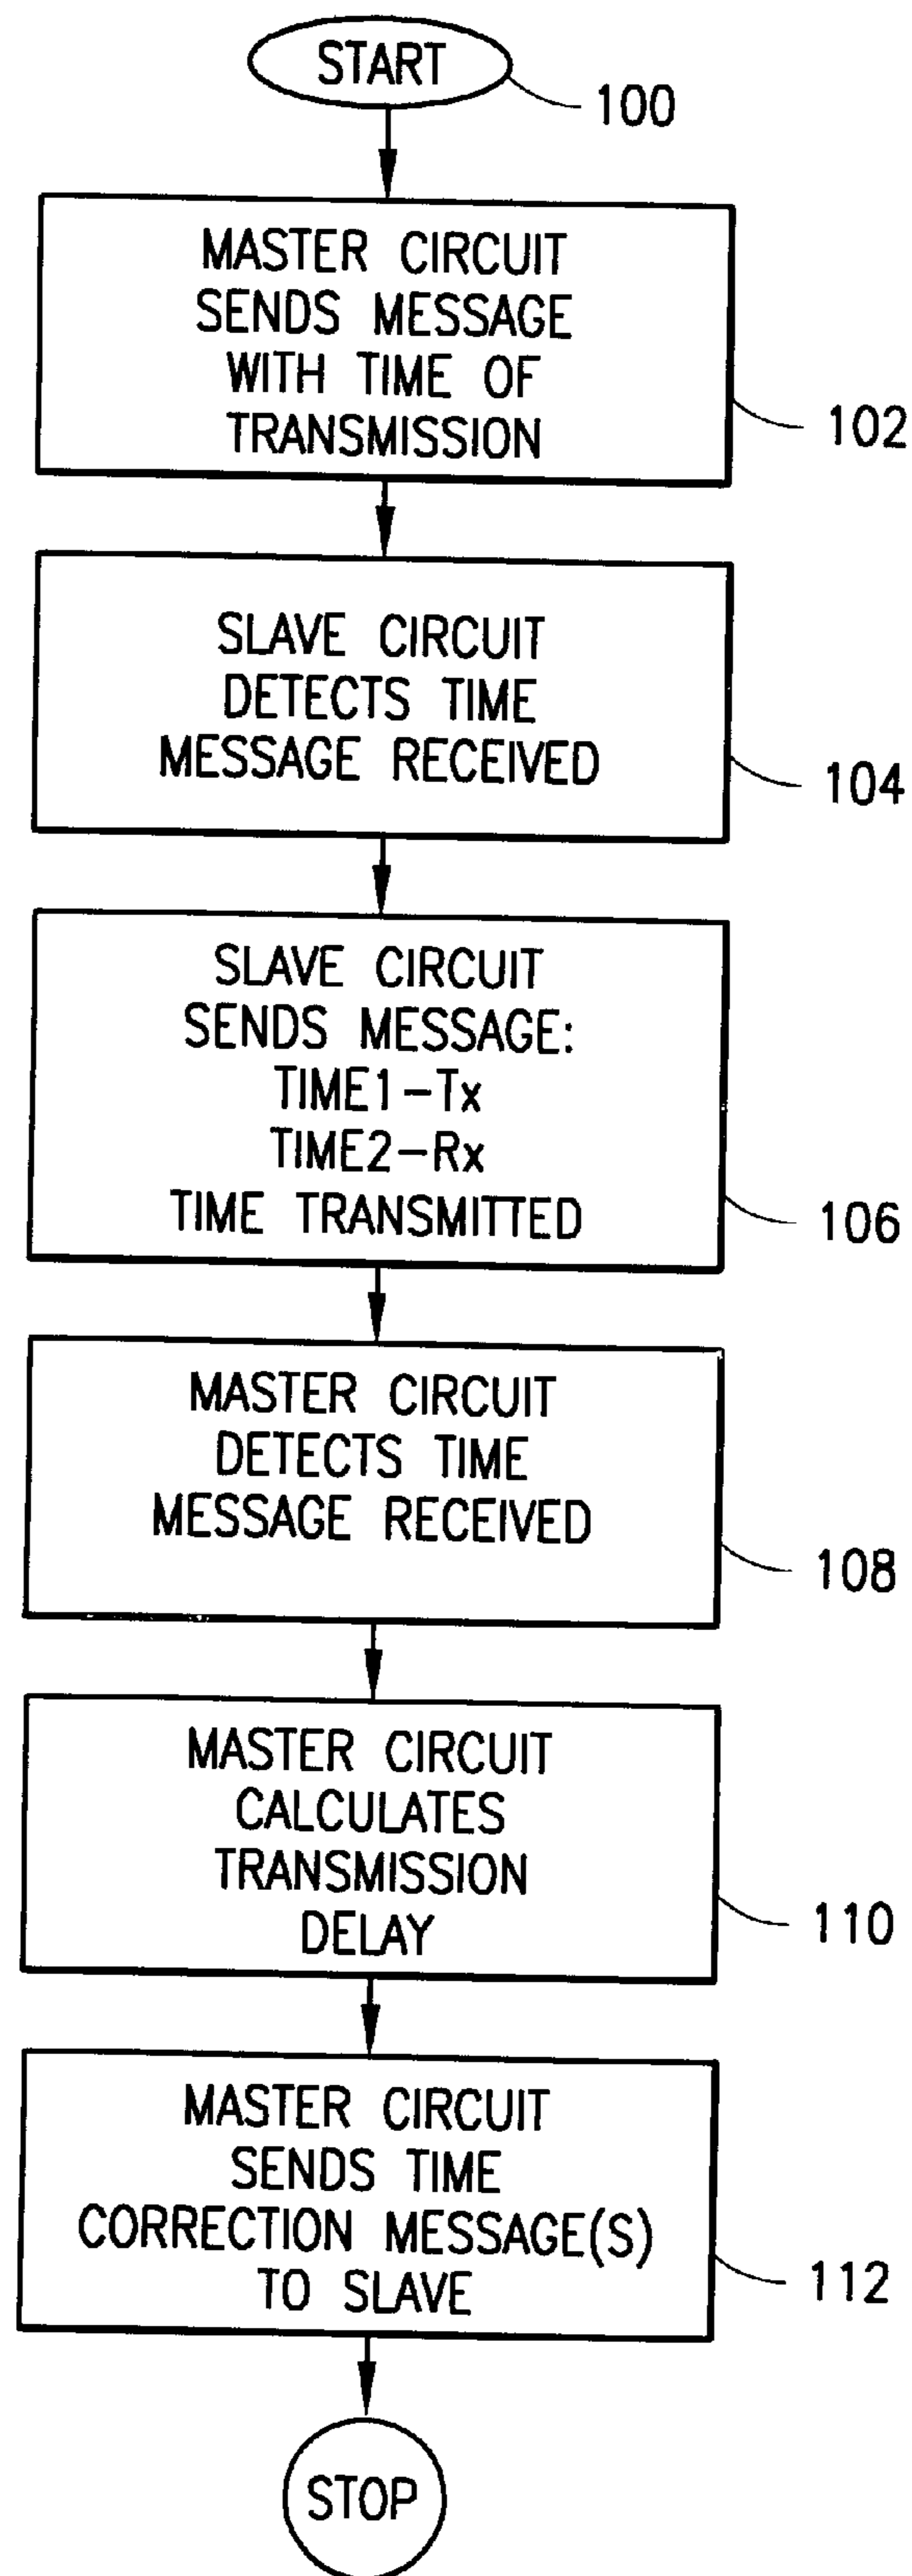 START
100
MASTER CIRCUIT
SENDS MESSAGE
WITH TIME OF
TRANSMISSION
102
SLAVE CIRCUIT
DETECTS TIME
MESSAGE RECEIVED
104
SLAVE CIRCUIT
SENDS MESSAGE:
TIME1-Tx
TIME2-Rx
TIME TRANSMITTED
106
MASTER CIRCUIT
DETECTS TIME
MESSAGE RECEIVED
108
MASTER CIRCUIT
CALCULATES
TRANSMISSION
DELAY
110
MASTER CIRCUIT
SENDS TIME
CORRECTION MESSAGE(S)
TO SLAVE
112
STOP